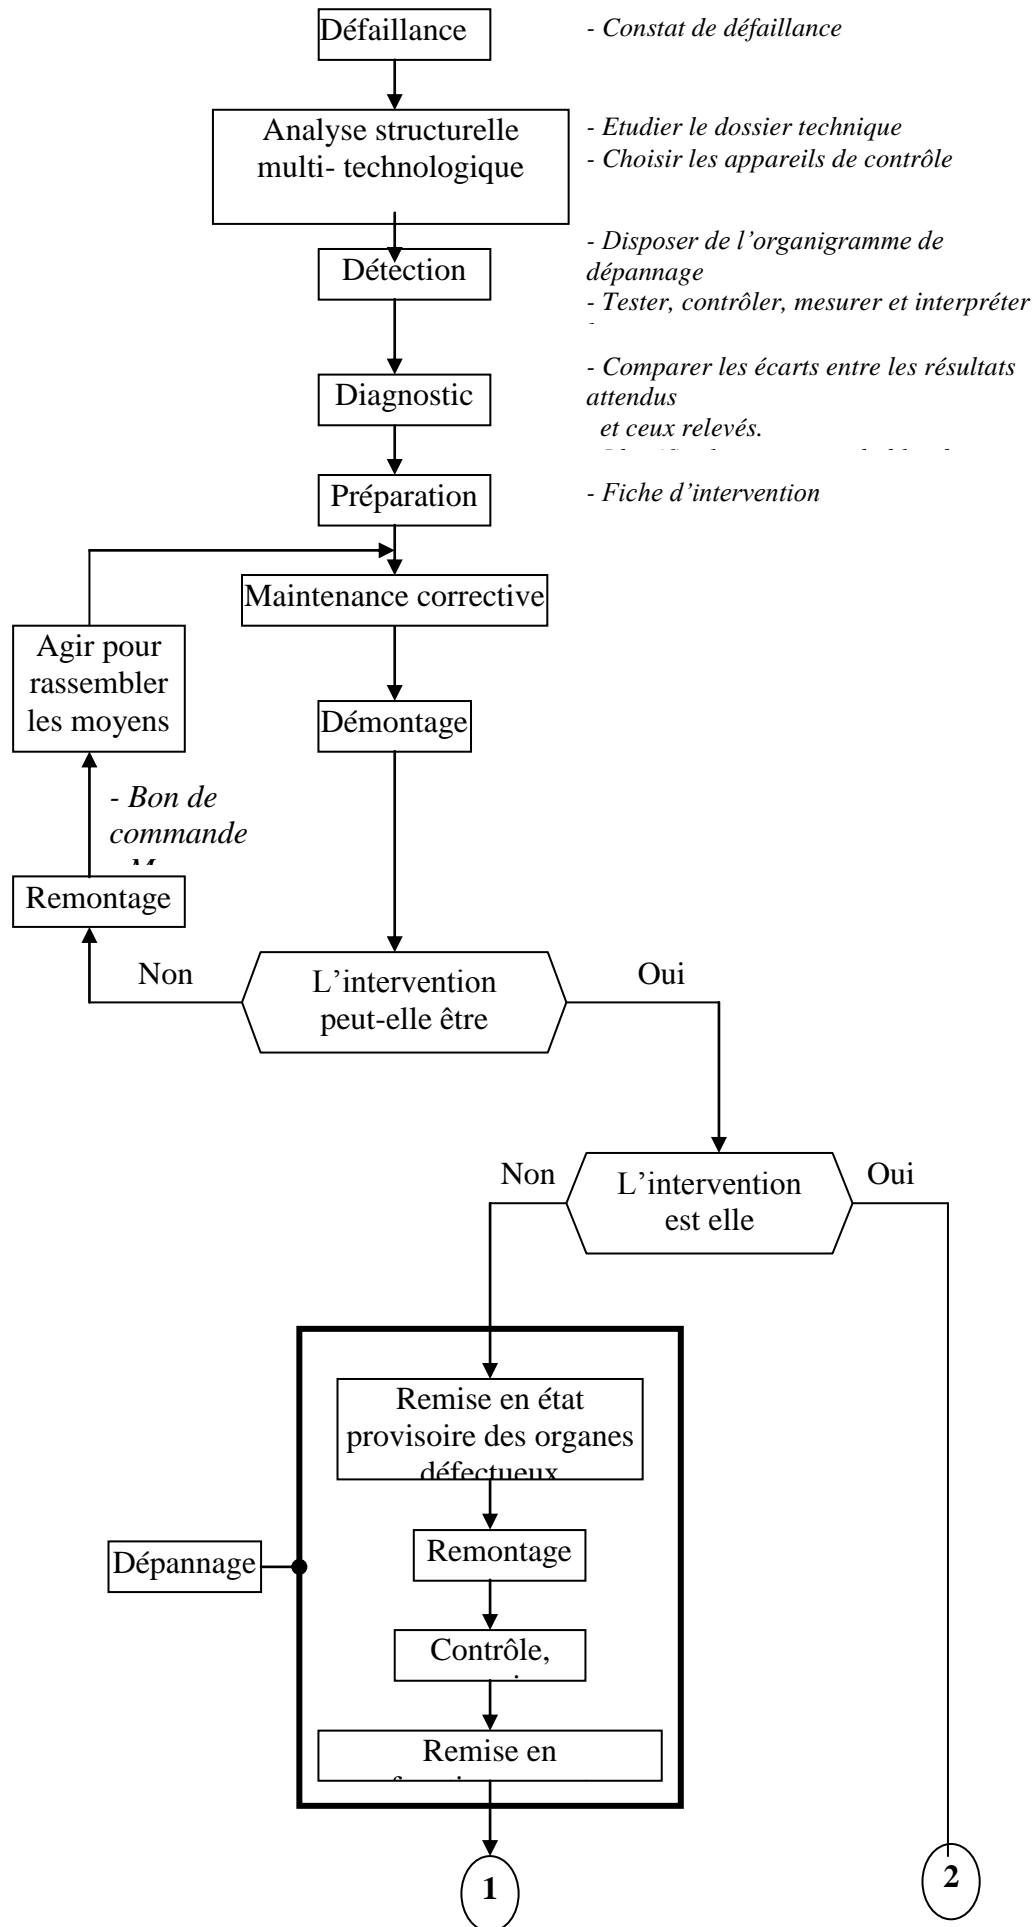 Défaillance
- Constat de défaillance
Analyse structurelle
multi- technologique
- Etudier le dossier technique
- Choisir les appareils de contrôle
Détection
- Disposer de l’organigramme de
dépannage
- Tester, contrôler, mesurer et interpréter
Diagnostic
- Comparer les écarts entre les résultats
attendus
et ceux relevés.
Préparation
- Fiche d’intervention
Maintenance corrective
Agir pour
rassembler
les moyens
Démontage
- Bon de
commande
Remontage
Non
L’intervention
peut-elle être
Oui
Non
L’intervention
est elle
Oui
Remise en état
provisoire des organes
défectueux
Remontage
Dépannage
Contrôle,
Remise en
1
2